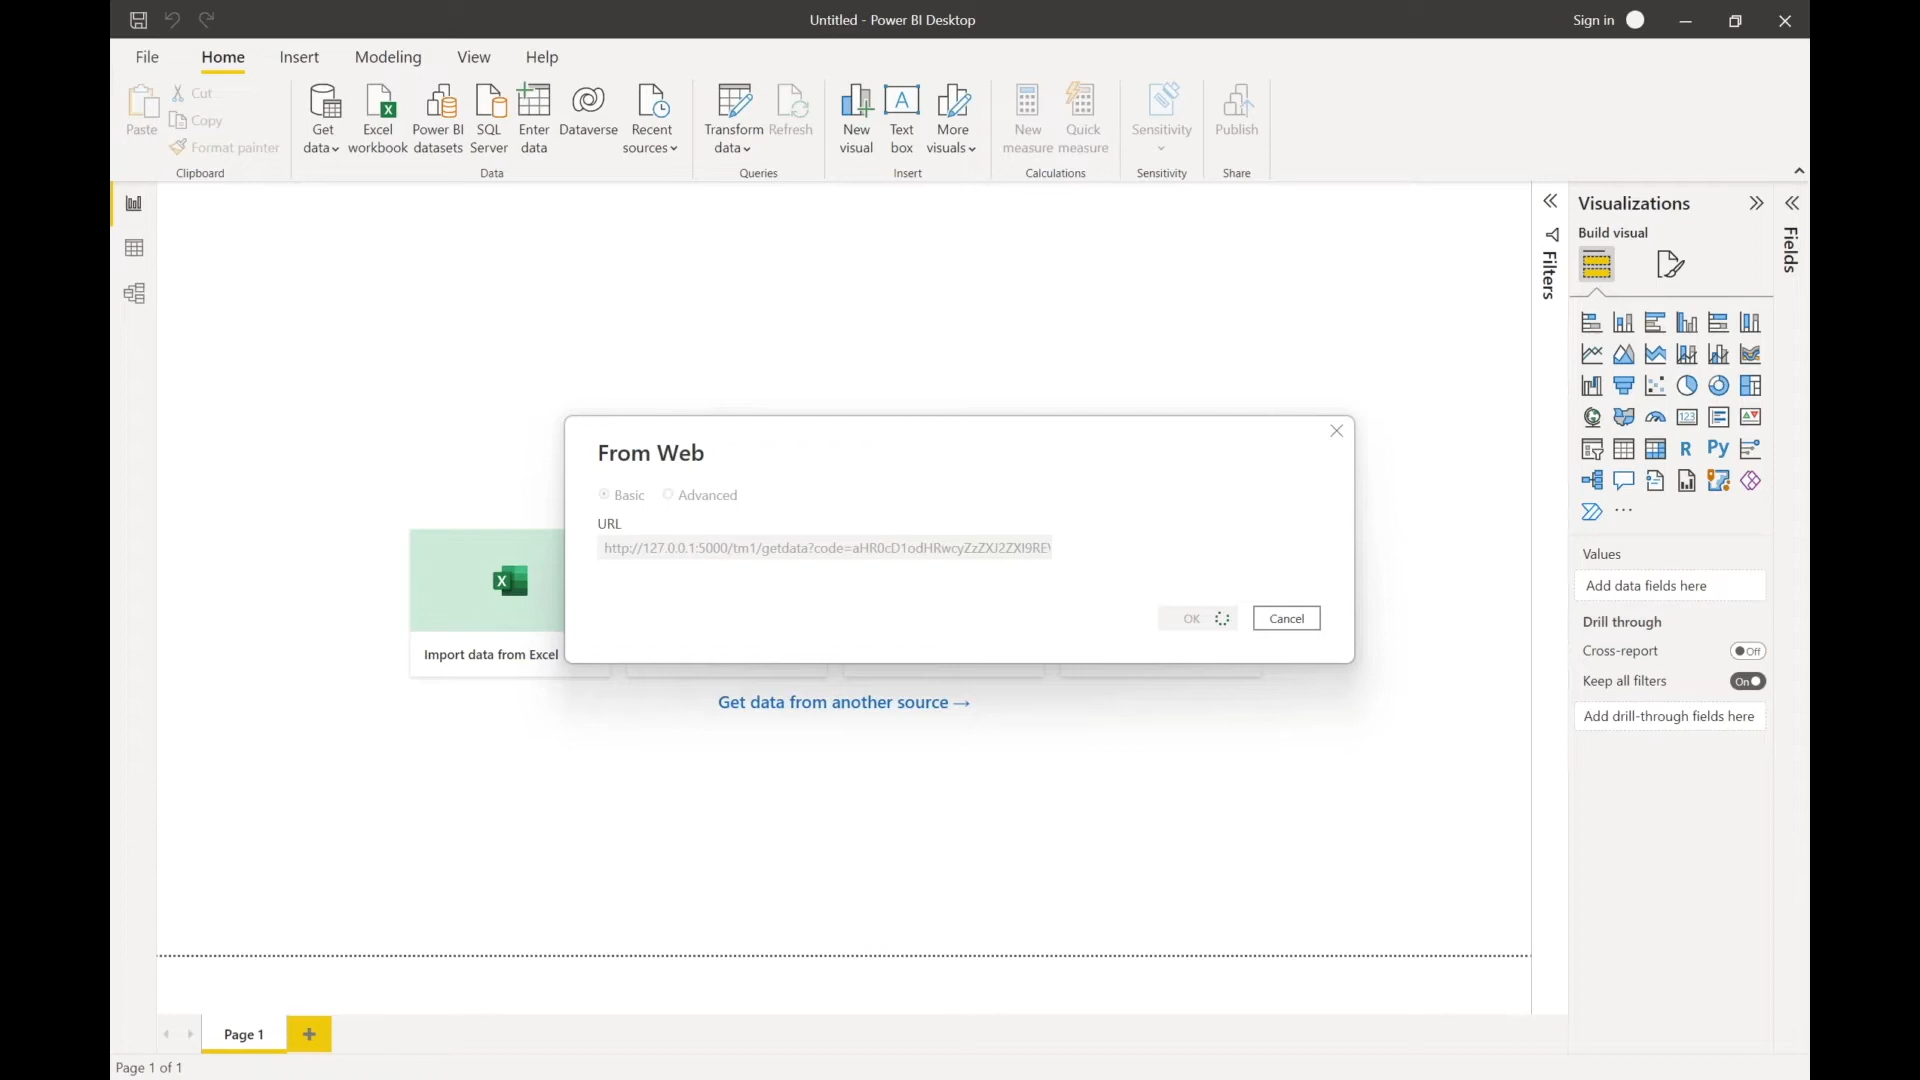 Untitled - Power BI Desktop
Sign in
File Home Insert Modeling View Help
Paste
Cut
Copy
Format painter
Clipboard
Get data
Excel workbook
Power BI datasets
SQL Server
Enter data
Dataverse
Recent sources
Data
Transform data
Refresh
Queries
New visual
Text box
More visuals
Insert
New measure
Quick measure
Calculations
Sensitivity
Sensitivity
Publish
Share
From Web
Basic Advanced
URL
http://127.0.0.1:5000/tm1/getdata?code=aHR0cD1odHRwcyZzZXJ2ZXI9RE
OK
Cancel
Import data from Excel
Get data from another source →
Filters
Visualizations
Build visual
123
R
Py
Values
Add data fields here
Drill through
Cross-report
Off
Keep all filters
On
Add drill-through fields here
Fields
Page 1
Page 1 of 1